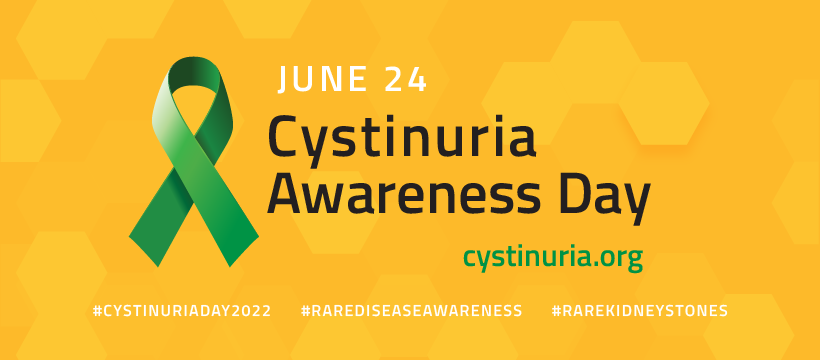 JUNE 24
Cystinuria
Awareness Day
cystinuria.org
#CYSTINURIADAY2022 #RAREDISEASEAWARENESS #RAREKIDNEYSTONES